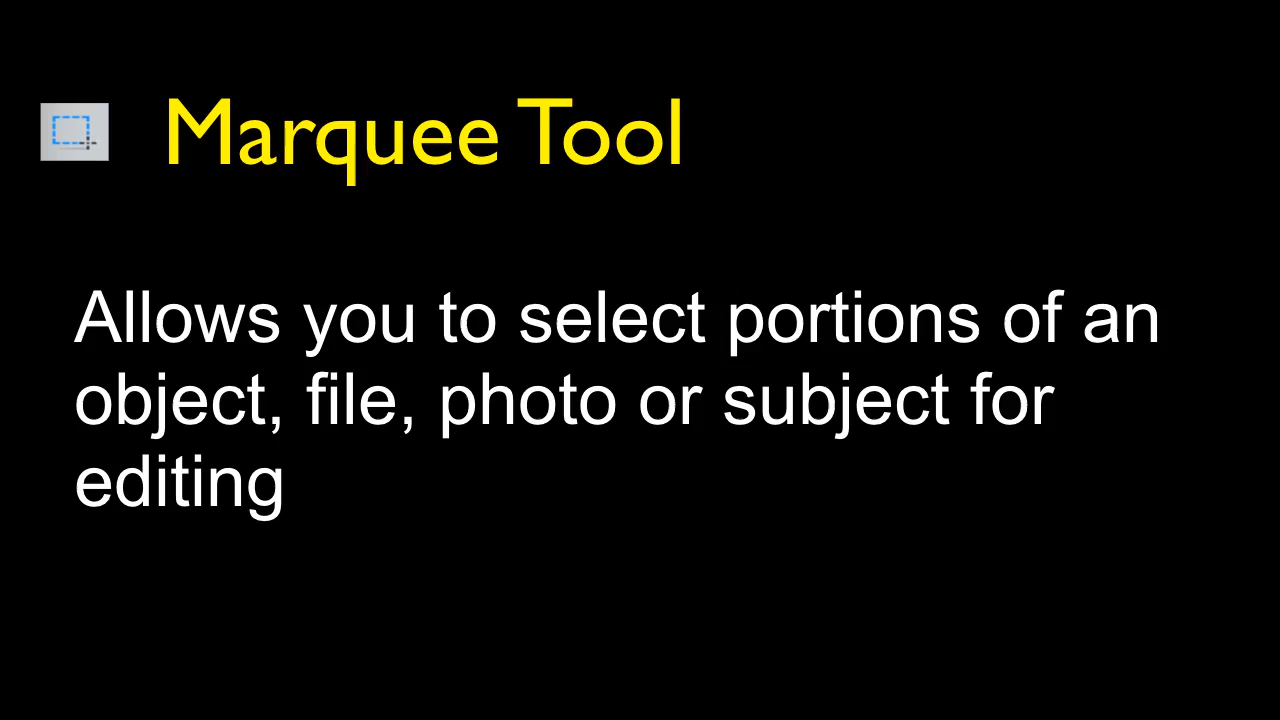 Marquee Tool
Allows you to select portions of an
object, file, photo or subject for
editing